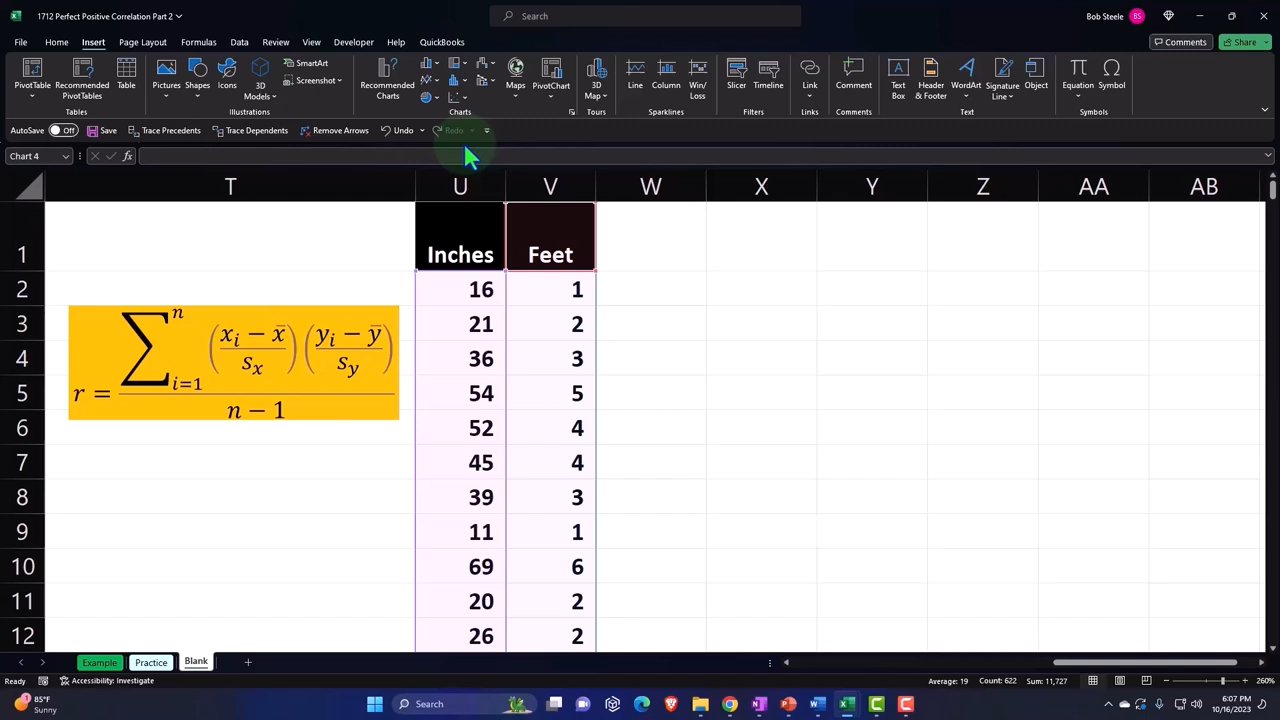 1712 Perfect Positive Correlation Part 2
Search
Bob Steele
BS
File
Home
Insert
Page Layout
Formulas
Data
Review
View
Developer
Help
QuickBooks
Comments
Share
PivotTable
Recommended PivotTables
Table
Pictures
Shapes
Icons
3D Models
SmartArt
Screenshot
Recommended Charts
Maps
PivotChart
3D Map
Line
Column
Win/ Loss
Slicer
Timeline
Comment
Text Box
Header & Footer
WordArt
Signature Line
Equation
Symbol
Object
Tables
Illustrations
Charts
Tours
Sparklines
Filters
Comments
Text
Symbols
AutoSave Off Save Trace Precedents Trace Dependents Remove Arrows Undo Redo
Chart 4
fx
T U V W X Y Z AA AB
1 Inches Feet
2 16 1
3 21 2
4 36 3
5 54 5
6 52 4
7 45 4
8 39 3
9 11 1
10 69 6
11 20 2
12 26 2
r = ∑ᵢ₌₁ⁿ ((xᵢ − x̄)/sₓ)((yᵢ − ȳ)/s_y) / (n − 1)
Example Practice Blank
Ready Accessibility: Investigate Average: 19 Count: 622 Sum: 11,727 260%
85°F
Sunny
Search
6:07 PM
10/16/2023